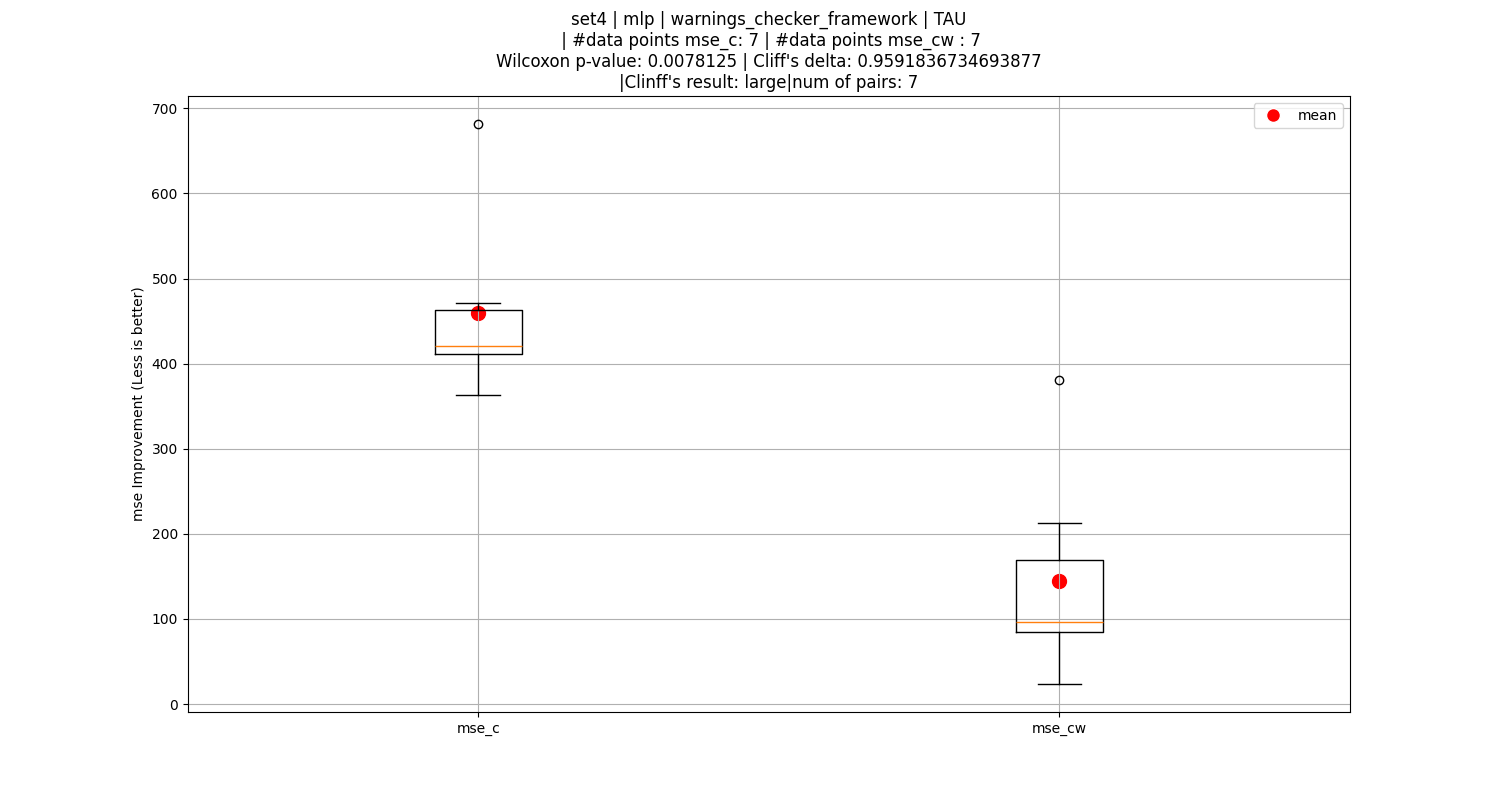 set4 | mlp | warnings_checker_framework | TAU
| #data points mse_c: 7 | #data points mse_cw : 7
Wilcoxon p-value: 0.0078125 | Cliff's delta: 0.9591836734693877
|Clinff's result: large|num of pairs: 7
mean
700
600
500
400
300
200
100
0
mse Improvement (Less is better)
mse_c
mse_cw